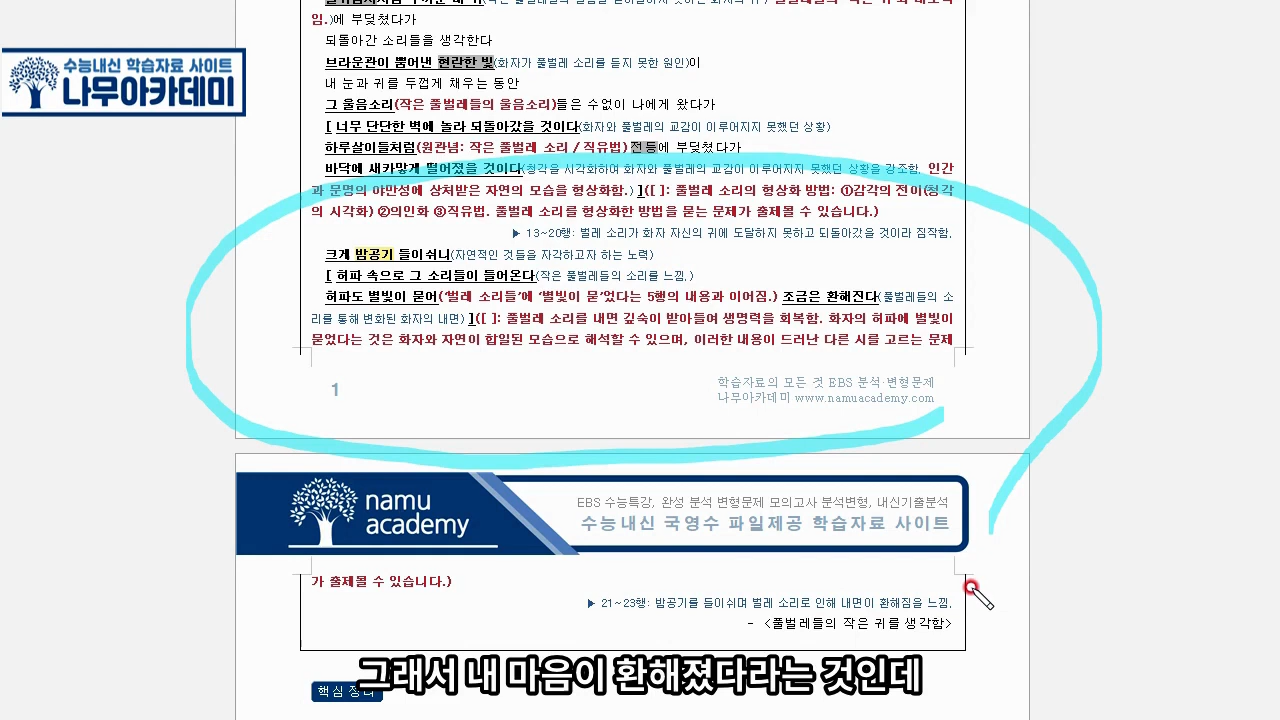 임.)에 부딪쳤다가
되돌아간 소리들을 생각한다
브라운관이 뿜어낸 현란한 빛(화자가 풀벌레 소리를 듣지 못한 원인)이
수능내신 학습자료 사이트
나무아카데미
내 눈과 귀를 두껍게 채우는 동안
그 울음소리(작은 풀벌레들의 울음소리)들은 수없이 나에게 왔다가
[ 너무 단단한 벽에 놀라 되돌아갔을 것이다(화자와 풀벌레의 교감이 이루어지지 못했던 상황)
하루살이들처럼(원관념: 작은 풀벌레 소리 / 직유법) 전등에 부딪쳤다가
바닥에 새카맣게 떨어졌을 것이다(청각을 시각화하여 화자와 풀벌레의 교감이 이루어지지 못했던 상황을 강조함. 인간
과 문명의 야만성에 상처받은 자연의 모습을 형상화함.) ]([ ]: 풀벌레 소리의 형상화 방법: ①감각의 전이(청각
의 시각화) ②의인화 ③직유법. 풀벌레 소리를 형상화한 방법을 묻는 문제가 출제될 수 있습니다.)
▶ 13~20행: 벌레 소리가 화자 자신의 귀에 도달하지 못하고 되돌아갔을 것이라 짐작함.
크게 밤공기 들이쉬니(자연적인 것들을 자각하고자 하는 노력)
[ 허파 속으로 그 소리들이 들어온다(작은 풀벌레들의 소리를 느낌.)
허파도 별빛이 묻어(‘벌레 소리들’에 ‘별빛이 묻’었다는 5행의 내용과 이어짐.) 조금은 환해진다(풀벌레들의 소
리를 통해 변화된 화자의 내면) ]([ ]: 풀벌레 소리를 내면 깊숙이 받아들여 생명력을 회복함. 화자의 허파에 별빛이
묻었다는 것은 화자와 자연이 합일된 모습으로 해석할 수 있으며, 이러한 내용이 드러난 다른 시를 고르는 문제
1
학습자료의 모든 것 EBS 분석·변형문제
나무아카데미 www.namuacademy.com
namu
academy
EBS 수능특강, 완성 분석 변형문제 모의고사 분석변형, 내신기출분석
수능내신 국영수 파일제공 학습자료 사이트
가 출제될 수 있습니다.)
▶ 21~23행: 밤공기를 들이쉬며 벌레 소리로 인해 내면이 환해짐을 느낌.
- <풀벌레들의 작은 귀를 생각함>
그래서 내 마음이 환해졌다라는 것인데
핵심 정리